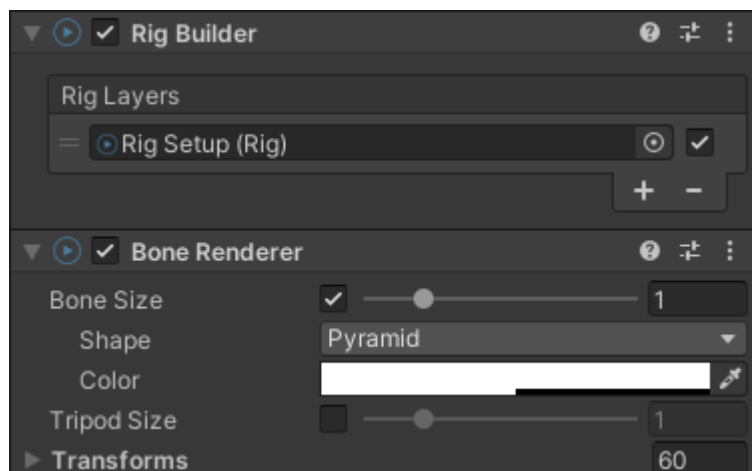 Rig Builder
Rig Layers
Rig Setup (Rig)
+ −
Bone Renderer
Bone Size 1
Shape Pyramid
Color
Tripod Size 1
Transforms 60